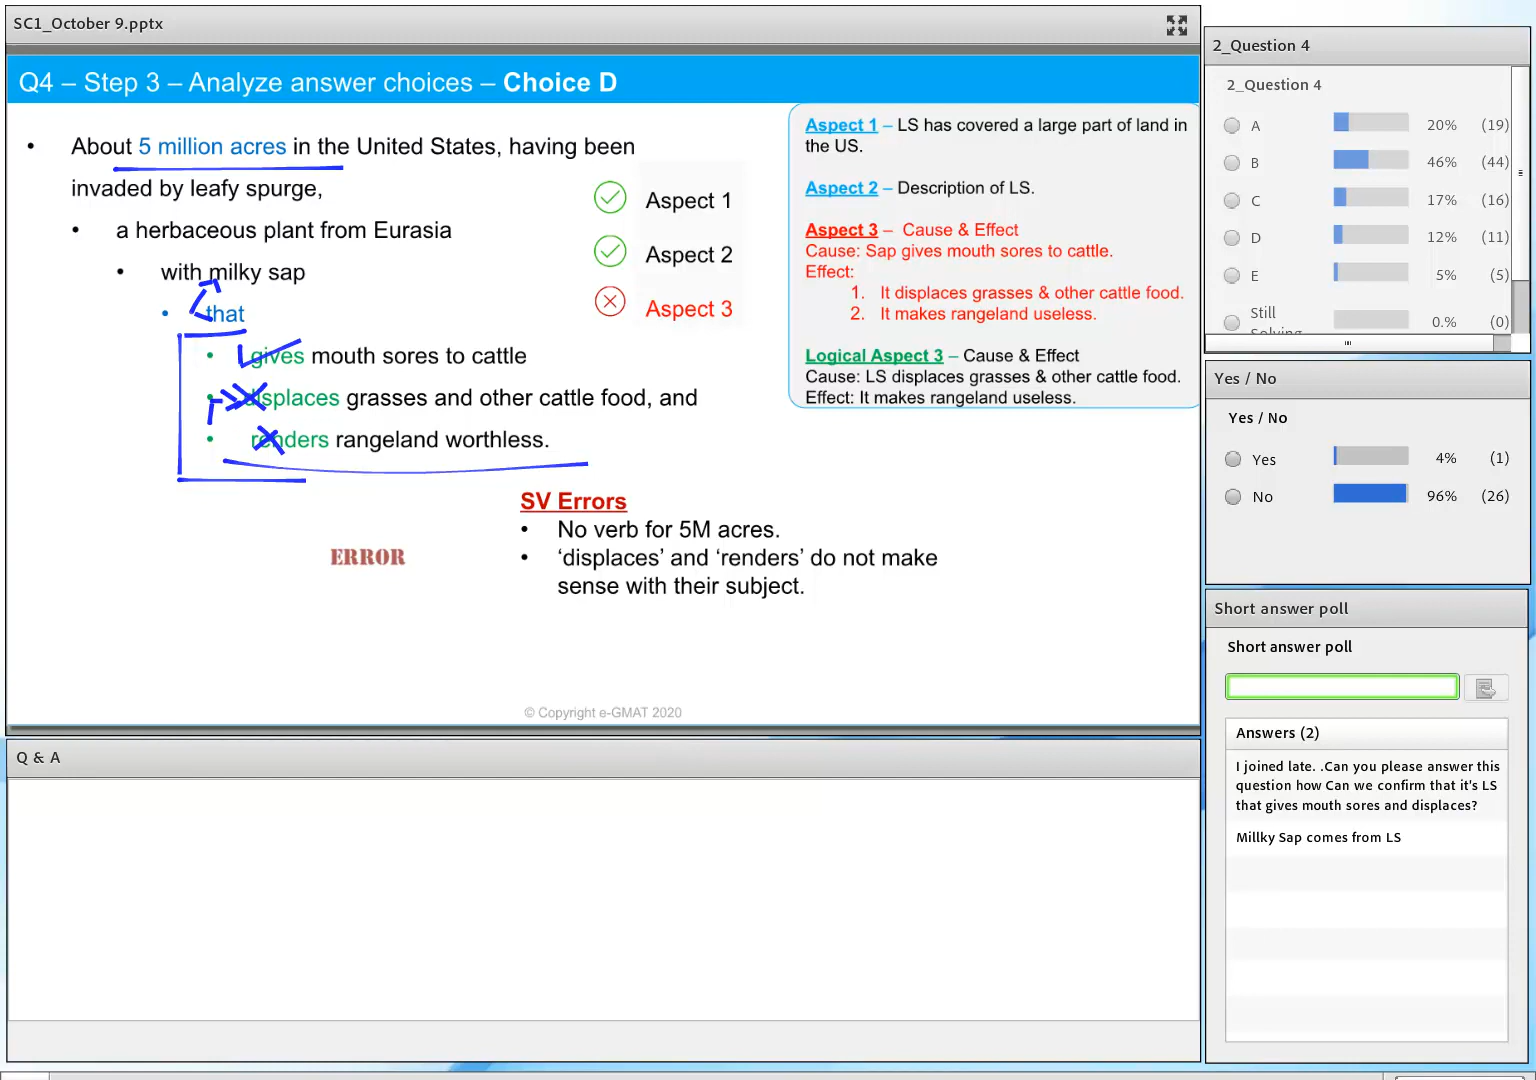 SC1_October 9.pptx
Q4 – Step 3 – Analyze answer choices – Choice D
• About 5 million acres in the United States, having been
invaded by leafy spurge,
• a herbaceous plant from Eurasia
• with milky sap
• that
• gives mouth sores to cattle
• displaces grasses and other cattle food, and
• renders rangeland worthless.
Aspect 1
Aspect 2
Aspect 3
Aspect 1 – LS has covered a large part of land in
the US.
Aspect 2 – Description of LS.
Aspect 3 – Cause & Effect
Cause: Sap gives mouth sores to cattle.
Effect:
1. It displaces grasses & other cattle food.
2. It makes rangeland useless.
Logical Aspect 3 – Cause & Effect
Cause: LS displaces grasses & other cattle food.
Effect: It makes rangeland useless.
SV Errors
• No verb for 5M acres.
• ‘displaces’ and ‘renders’ do not make
sense with their subject.
ERROR
© Copyright e-GMAT 2020
Q & A
2_Question 4
2_Question 4
A 20% (19)
B 46% (44)
C 17% (16)
D 12% (11)
E 5% (5)
Still
Solving 0.% (0)
Yes / No
Yes / No
Yes 4% (1)
No 96% (26)
Short answer poll
Short answer poll
Answers (2)
I joined late. .Can you please answer this
question how Can we confirm that it's LS
that gives mouth sores and displaces?
Millky Sap comes from LS